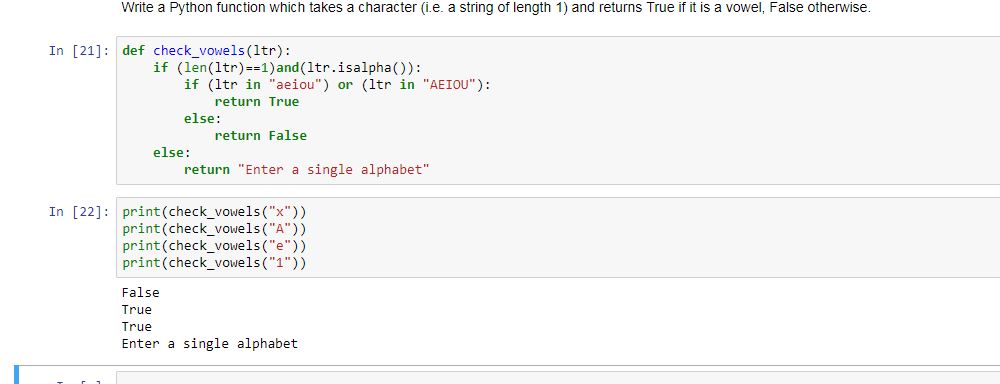 Write a Python function which takes a character (i.e. a string of length 1) and returns True if it is a vowel, False otherwise.
In [21]: def check_vowels(ltr):
    if (len(ltr)==1)and(ltr.isalpha()):
        if (ltr in "aeiou") or (ltr in "AEIOU"):
            return True
        else:
            return False
    else:
        return "Enter a single alphabet"
In [22]: print(check_vowels("x"))
print(check_vowels("A"))
print(check_vowels("e"))
print(check_vowels("1"))
False
True
True
Enter a single alphabet